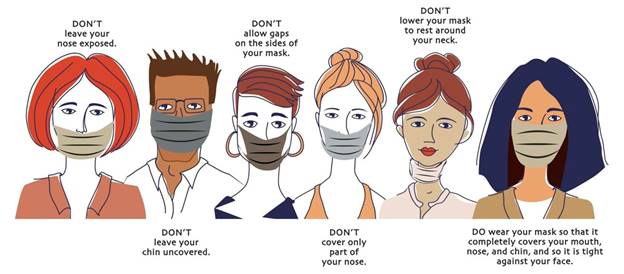 DON'T
leave your
nose exposed.
DON'T
leave your
chin uncovered.
DON'T
allow gaps
on the sides of
your mask.
DON'T
cover only
part of
your nose.
DON'T
lower your mask
to rest around
your neck.
DO wear your mask so that it
completely covers your mouth,
nose, and chin, and so it is tight
against your face.